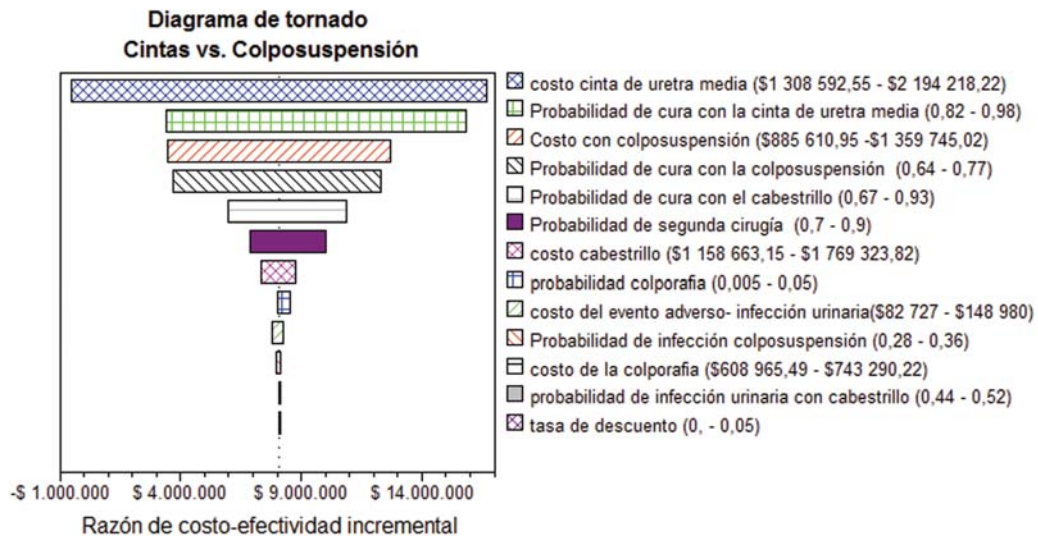 Diagrama de tornado
Cintas vs. Colposuspensión
costo cinta de uretra media ($1 308 592,55 - $2 194 218,22)
Probabilidad de cura con la cinta de uretra media (0,82 - 0,98)
Costo con colposuspensión ($885 610,95 -$1 359 745,02)
Probabilidad de cura con la colposuspensión (0,64 - 0,77)
Probabilidad de cura con el cabestrillo (0,67 - 0,93)
Probabilidad de segunda cirugía (0,7 - 0,9)
costo cabestrillo ($1 158 663,15 - $1 769 323,82)
probabilidad colporafia (0,005 - 0,05)
costo del evento adverso- infección urinaria($82 727 - $148 980)
Probabilidad de infección colposuspensión (0,28 - 0,36)
costo de la colporafia ($608 965,49 - $743 290,22)
probabilidad de infección urinaria con cabestrillo (0,44 - 0,52)
tasa de descuento (0, - 0,05)
-$ 1.000.000 $ 4.000.000 $ 9.000.000 $ 14.000.000
Razón de costo-efectividad incremental